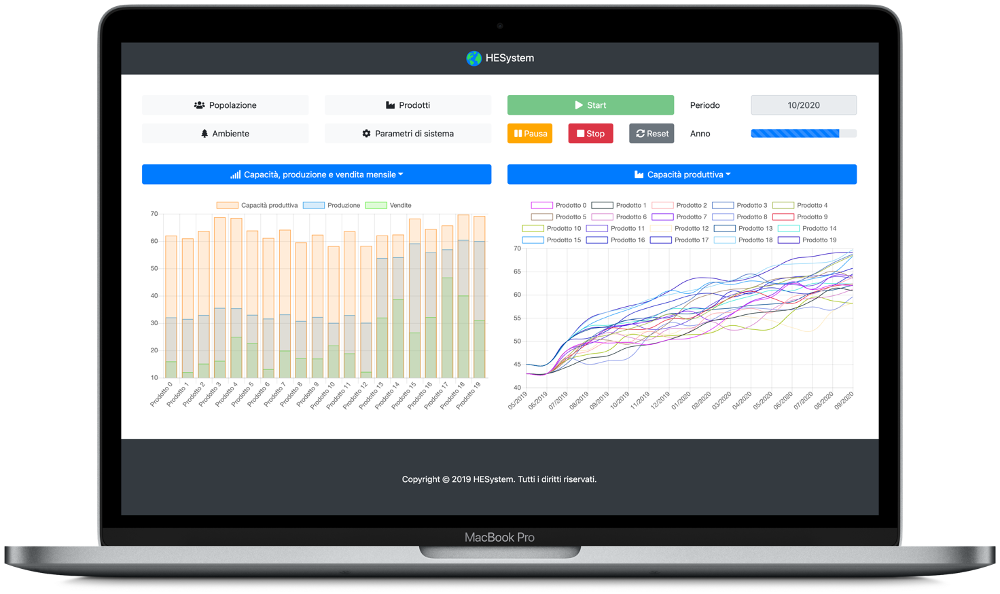 HESystem
Popolazione
Prodotti
Start
Periodo
10/2020
Ambiente
Parametri di sistema
Pausa
Stop
Reset
Anno
Capacità, produzione e vendita mensile
Capacità produttiva
Capacità produttiva
Produzione
Vendite
70
60
50
40
30
20
10
Prodotto 0
Prodotto 1
Prodotto 2
Prodotto 3
Prodotto 4
Prodotto 5
Prodotto 6
Prodotto 7
Prodotto 8
Prodotto 9
Prodotto 10
Prodotto 11
Prodotto 12
Prodotto 13
Prodotto 14
Prodotto 15
Prodotto 16
Prodotto 17
Prodotto 18
Prodotto 19
Prodotto 0
Prodotto 1
Prodotto 2
Prodotto 3
Prodotto 4
Prodotto 5
Prodotto 6
Prodotto 7
Prodotto 8
Prodotto 9
Prodotto 10
Prodotto 11
Prodotto 12
Prodotto 13
Prodotto 14
Prodotto 15
Prodotto 16
Prodotto 17
Prodotto 18
Prodotto 19
70
65
60
55
50
45
40
05/2019
06/2019
07/2019
08/2019
09/2019
10/2019
11/2019
12/2019
01/2020
02/2020
03/2020
04/2020
05/2020
06/2020
07/2020
08/2020
09/2020
Copyright © 2019 HESystem. Tutti i diritti riservati.
MacBook Pro